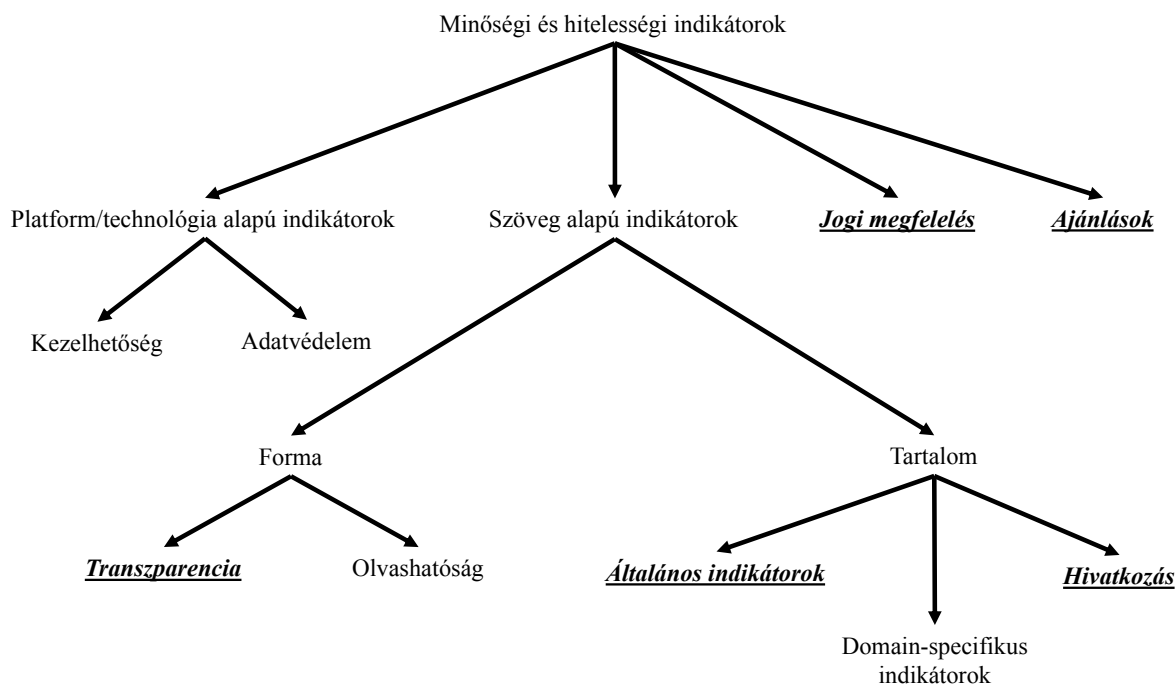 Minőségi és hitelességi indikátorok
Platform/technológia alapú indikátorok
Szöveg alapú indikátorok
Jogi megfelelés
Ajánlások
Kezelhetőség
Adatvédelem
Forma
Tartalom
Transzparencia
Olvashatóság
Általános indikátorok
Hivatkozás
Domain-specifikus
indikátorok